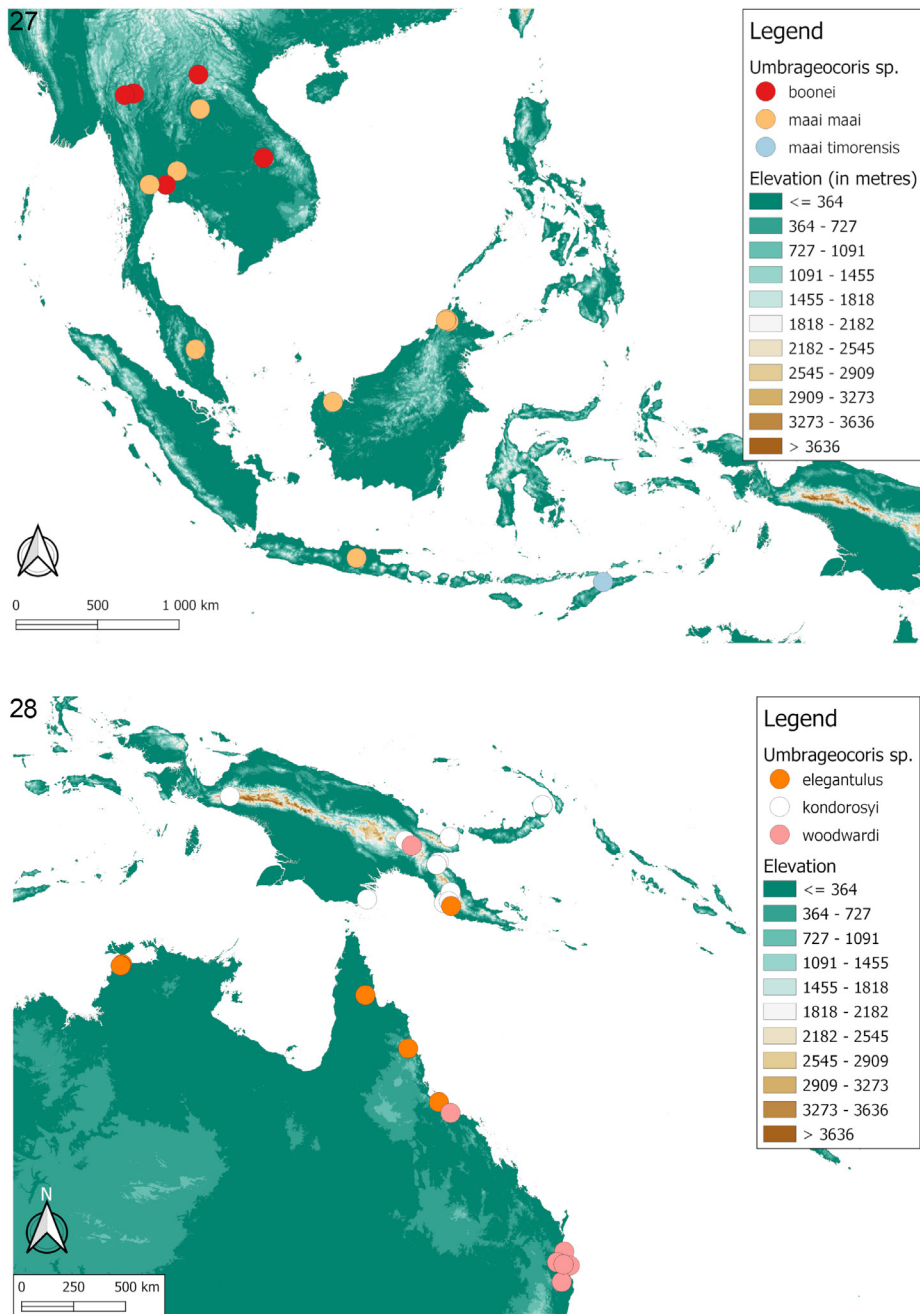 27
Legend
Umbrageocoris sp.
boonei
maai maai
maai timorensis
Elevation (in metres)
<= 364
364 - 727
727 - 1091
1091 - 1455
1455 - 1818
1818 - 2182
2182 - 2545
2545 - 2909
2909 - 3273
3273 - 3636
> 3636
0 500 1 000 km
28
Legend
Umbrageocoris sp.
elegantulus
kondorosyi
woodwardi
Elevation
<= 364
364 - 727
727 - 1091
1091 - 1455
1455 - 1818
1818 - 2182
2182 - 2545
2545 - 2909
2909 - 3273
3273 - 3636
> 3636
N
0 250 500 km